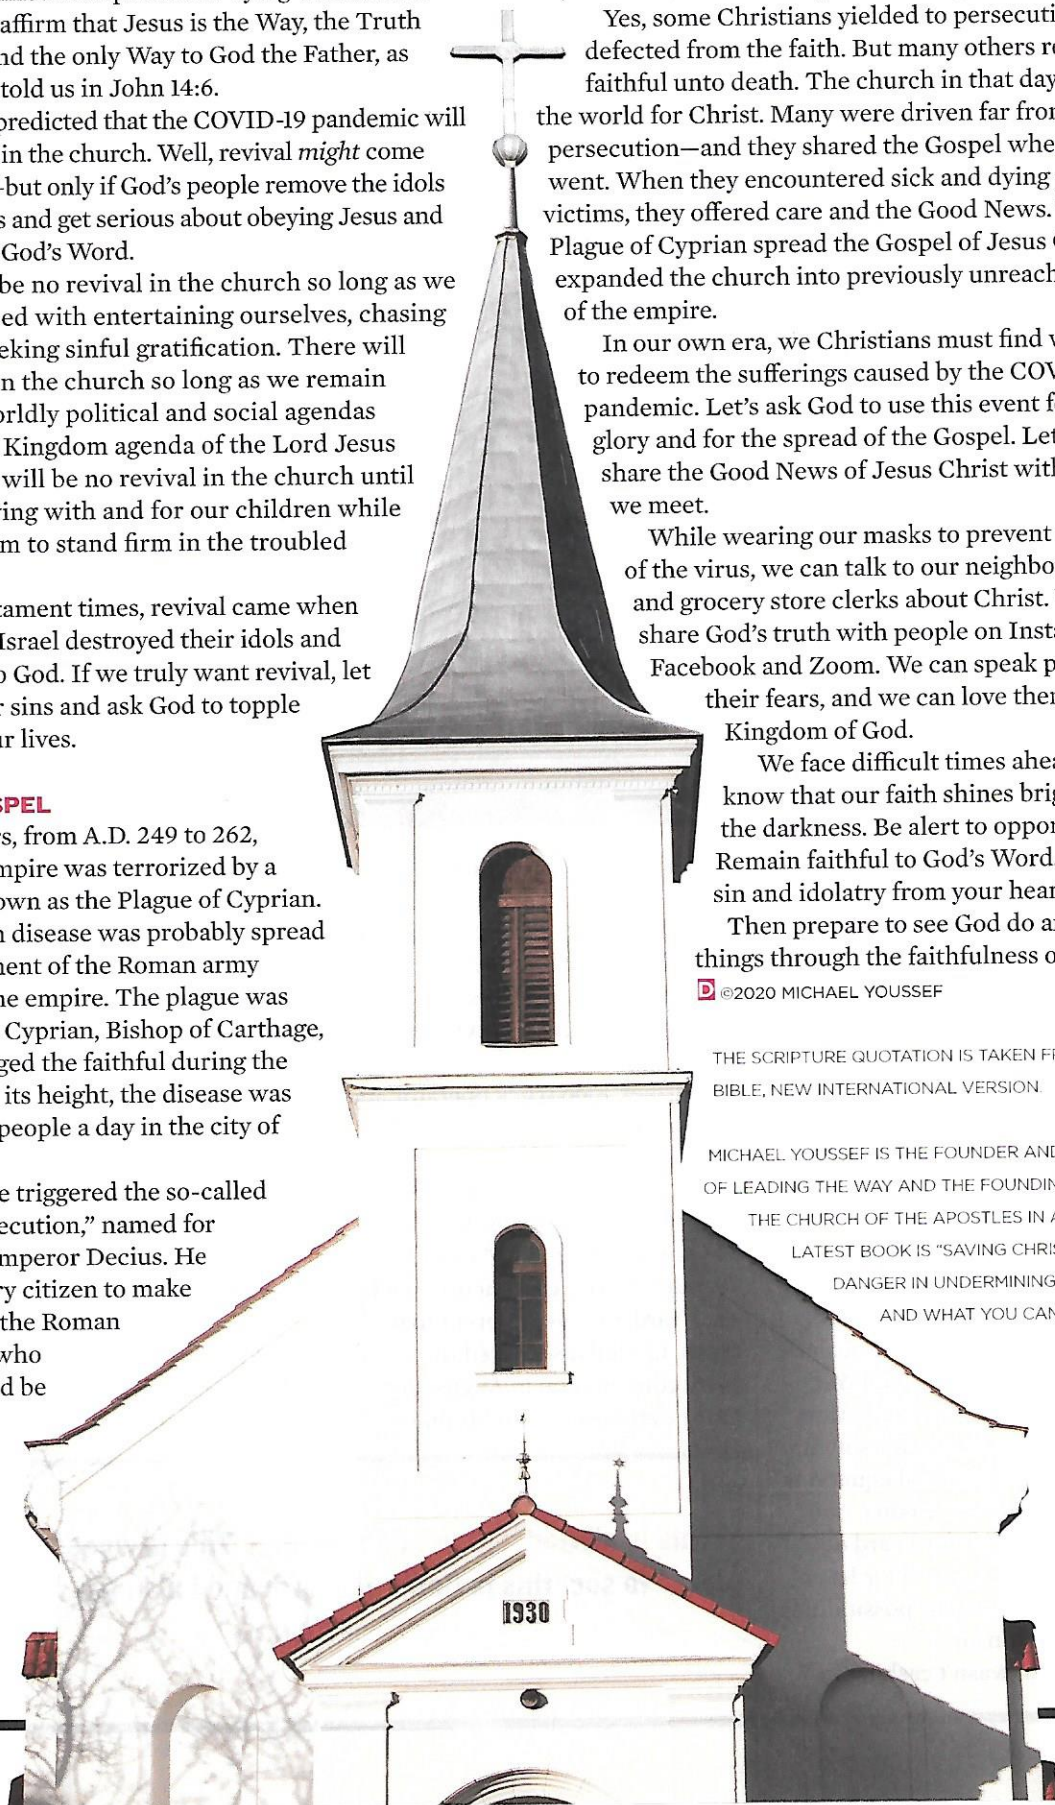 affirm that Jesus is the Way, the Truth
nd the only Way to God the Father, as
told us in John 14:6.
predicted that the COVID-19 pandemic will
in the church. Well, revival might come
-but only if God's people remove the idols
s and get serious about obeying Jesus and
God's Word.
be no revival in the church so long as we
ed with entertaining ourselves, chasing
eking sinful gratification. There will
n the church so long as we remain
orldly political and social agendas
Kingdom agenda of the Lord Jesus
will be no revival in the church until
ing with and for our children while
m to stand firm in the troubled
tament times, revival came when
Israel destroyed their idols and
o God. If we truly want revival, let
r sins and ask God to topple
ur lives.
SPEL
rs, from A.D. 249 to 262,
mpire was terrorized by a
own as the Plague of Cyprian.
n disease was probably spread
ment of the Roman army
he empire. The plague was
Cyprian, Bishop of Carthage,
ged the faithful during the
its height, the disease was
people a day in the city of
e triggered the so-called
ecution," named for
mperor Decius. He
ry citizen to make
the Roman
who
d be
Yes, some Christians yielded to persecuti
defected from the faith. But many others re
faithful unto death. The church in that day
the world for Christ. Many were driven far from
persecution—and they shared the Gospel whe
went. When they encountered sick and dying
victims, they offered care and the Good News.
Plague of Cyprian spread the Gospel of Jesus
expanded the church into previously unreach
of the empire.
In our own era, we Christians must find w
to redeem the sufferings caused by the COV
pandemic. Let's ask God to use this event f
glory and for the spread of the Gospel. Let
share the Good News of Jesus Christ with
we meet.
While wearing our masks to prevent
of the virus, we can talk to our neighbo
and grocery store clerks about Christ.
share God's truth with people on Insta
Facebook and Zoom. We can speak p
their fears, and we can love them
Kingdom of God.
We face difficult times ahea
know that our faith shines brig
the darkness. Be alert to oppor
Remain faithful to God's Word.
sin and idolatry from your hear
Then prepare to see God do a
things through the faithfulness o
D ©2020 MICHAEL YOUSSEF
THE SCRIPTURE QUOTATION IS TAKEN F
BIBLE, NEW INTERNATIONAL VERSION.
MICHAEL YOUSSEF IS THE FOUNDER AND
OF LEADING THE WAY AND THE FOUNDIN
THE CHURCH OF THE APOSTLES IN A
LATEST BOOK IS "SAVING CHRIS
DANGER IN UNDERMINING
AND WHAT YOU CAN
1930